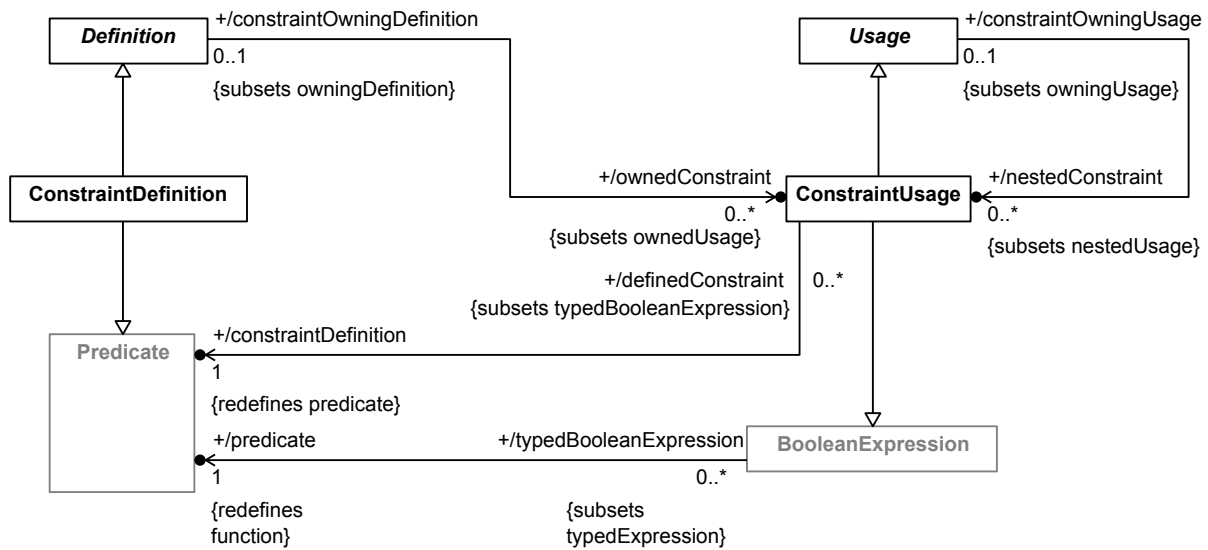 +/constraintOwningDefinition
+/constraintOwningUsage
Definition
Usage
0..1
0..1
{subsets owningDefinition}
{subsets owningUsage}
+/ownedConstraint
+/nestedConstraint
ConstraintDefinition
ConstraintUsage
0..*
0..*
{subsets ownedUsage}
{subsets nestedUsage}
+/definedConstraint
0..*
{subsets typedBooleanExpression}
+/constraintDefinition
Predicate
1
{redefines predicate}
+/predicate
+/typedBooleanExpression
BooleanExpression
1
0..*
{redefines
function}
{subsets
typedExpression}